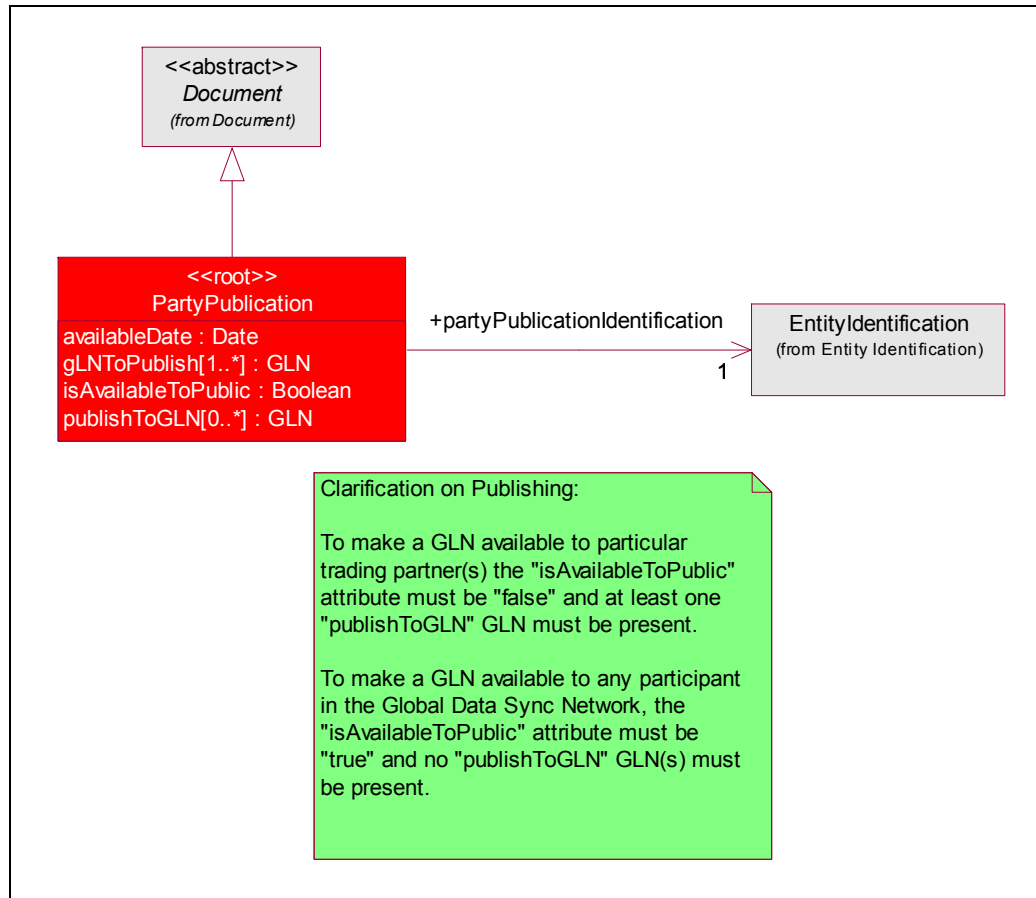 <<abstract>>
Document
(from Document)
<<root>>
PartyPublication
availableDate : Date
gLNToPublish[1..*] : GLN
isAvailableToPublic : Boolean
publishToGLN[0..*] : GLN
+partyPublicationIdentification
1
EntityIdentification
(from Entity Identification)
Clarification on Publishing:
To make a GLN available to particular
trading partner(s) the "isAvailableToPublic"
attribute must be "false" and at least one
"publishToGLN" GLN must be present.
To make a GLN available to any participant
in the Global Data Sync Network, the
"isAvailableToPublic" attribute must be
"true" and no "publishToGLN" GLN(s) must
be present.